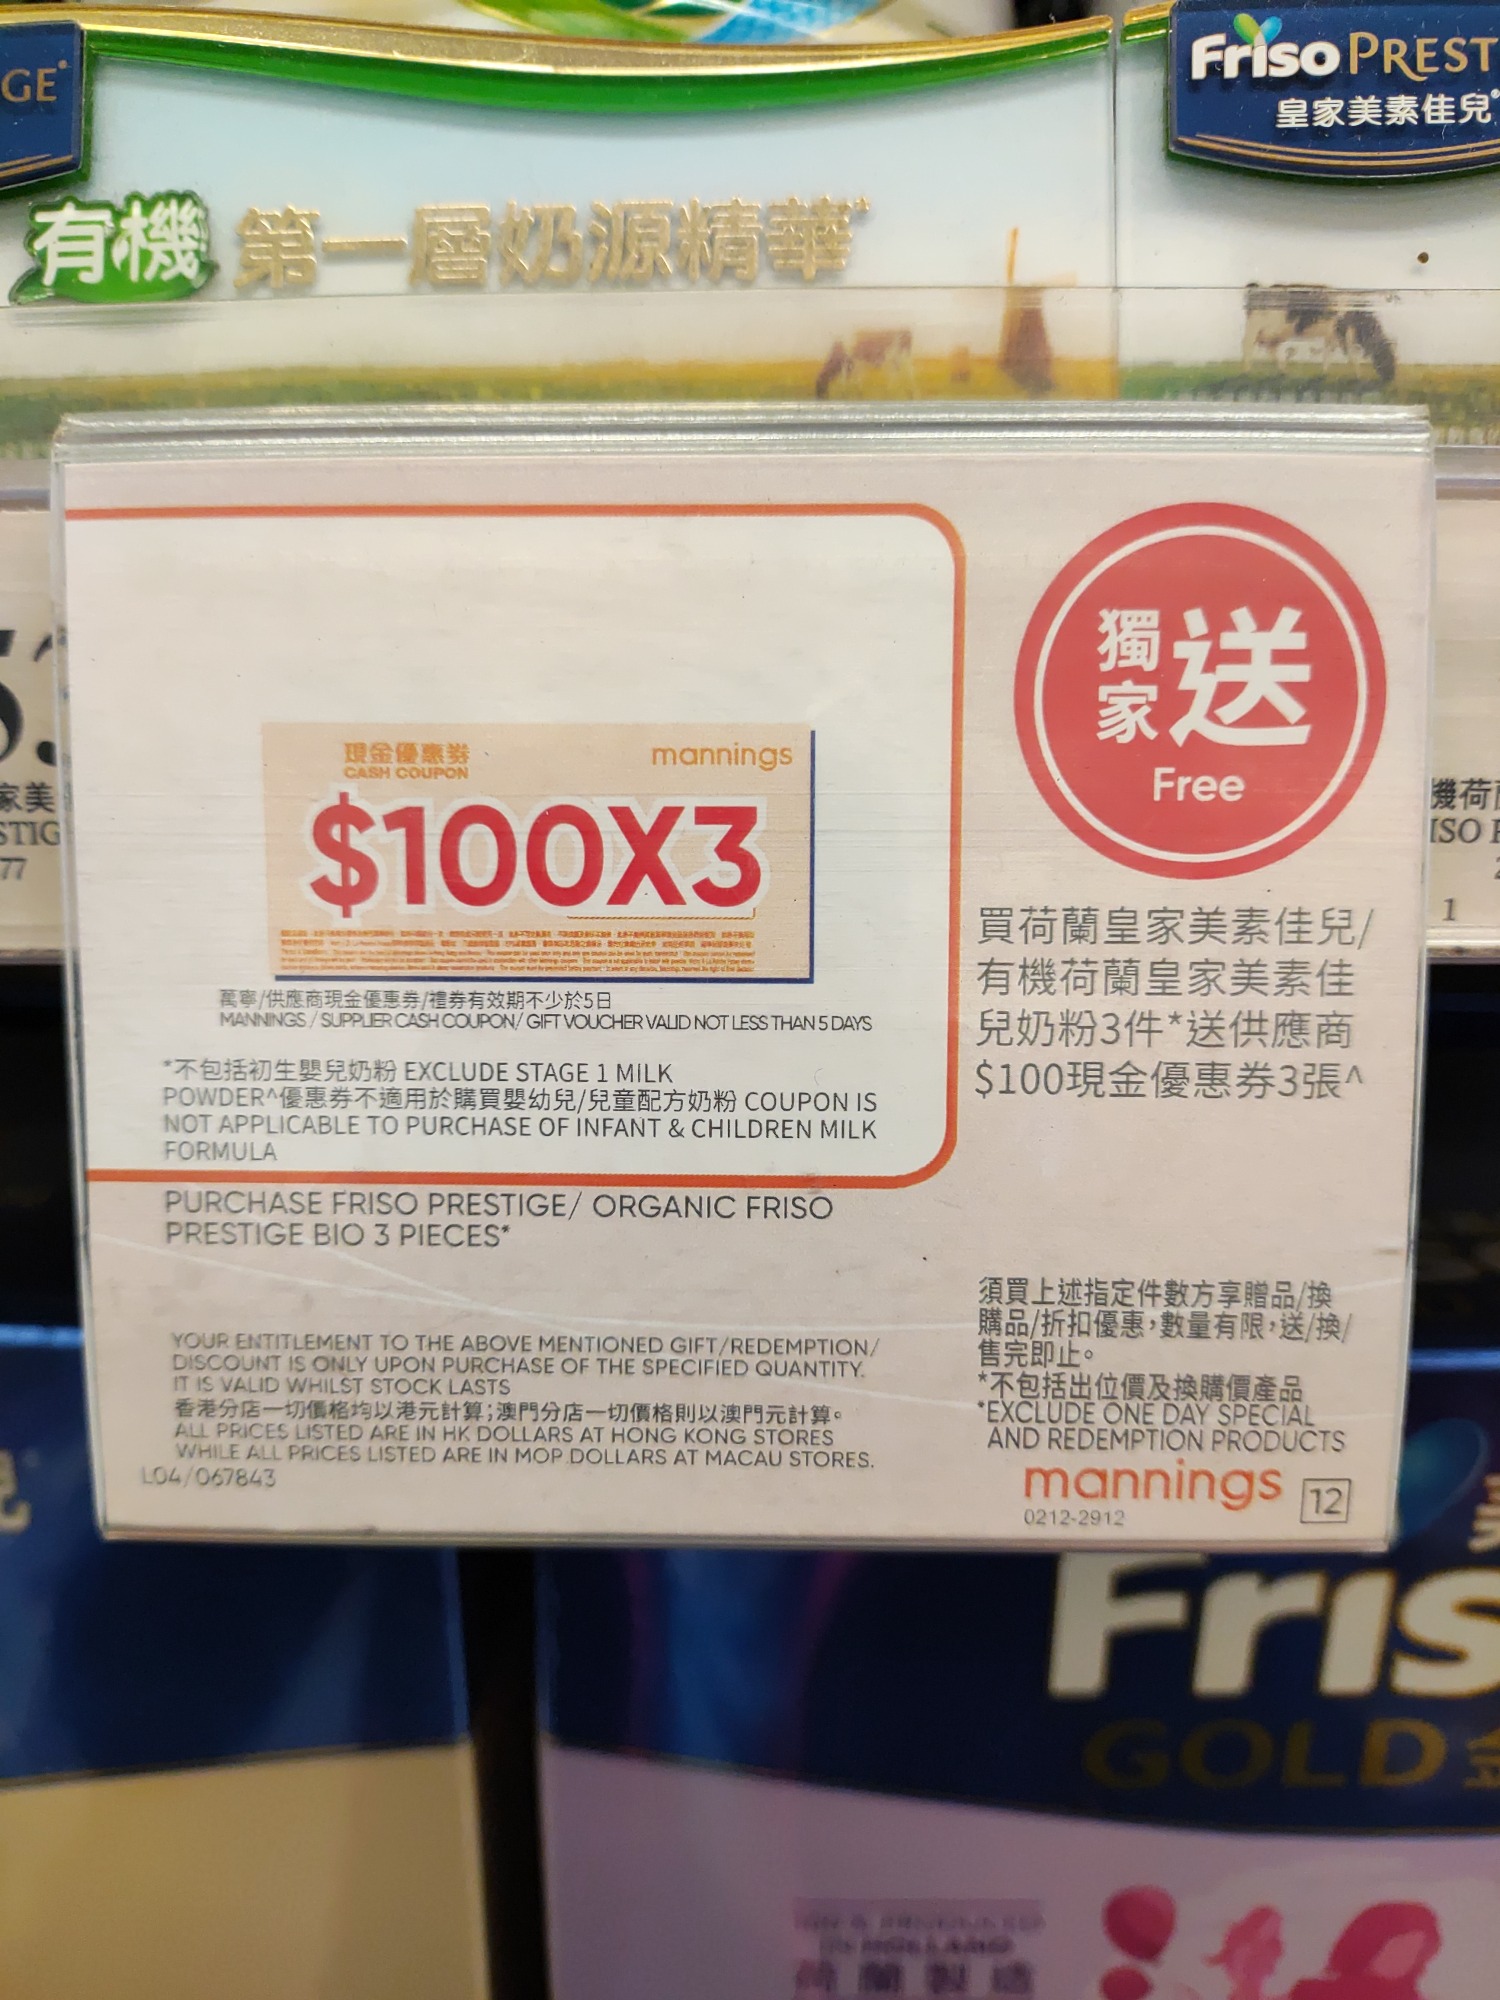 GE
Friso PREST
皇家美素佳兒
有機 第一層奶源精華
獨家 送
Free
現金優惠券
CASH COUPON
mannings
$100X3
萬寧/供應商現金優惠券/禮券有效期不少於5日
MANNINGS / SUPPLIER CASH COUPON/ GIFT VOUCHER VALID NOT LESS THAN 5 DAYS
*不包括初生嬰兒奶粉 EXCLUDE STAGE 1 MILK
POWDER^優惠券不適用於購買嬰幼兒/兒童配方奶粉 COUPON IS
NOT APPLICABLE TO PURCHASE OF INFANT & CHILDREN MILK
FORMULA
買荷蘭皇家美素佳兒/
有機荷蘭皇家美素佳
兒奶粉3件*送供應商
$100現金優惠券3張^
PURCHASE FRISO PRESTIGE/ ORGANIC FRISO
PRESTIGE BIO 3 PIECES*
YOUR ENTITLEMENT TO THE ABOVE MENTIONED GIFT/REDEMPTION/
DISCOUNT IS ONLY UPON PURCHASE OF THE SPECIFIED QUANTITY.
IT IS VALID WHILST STOCK LASTS
香港分店一切價格均以港元計算;澳門分店一切價格則以澳門元計算。
ALL PRICES LISTED ARE IN HK DOLLARS AT HONG KONG STORES
WHILE ALL PRICES LISTED ARE IN MOP DOLLARS AT MACAU STORES.
L04/067843
須買上述指定件數方享贈品/換
購品/折扣優惠,數量有限,送/換/
售完即止。
*不包括出位價及換購價產品
*EXCLUDE ONE DAY SPECIAL
AND REDEMPTION PRODUCTS
mannings 12
0212-2912
家美
STIG
77
機荷
ISO
1
Fris
GOLD
荷蘭製造